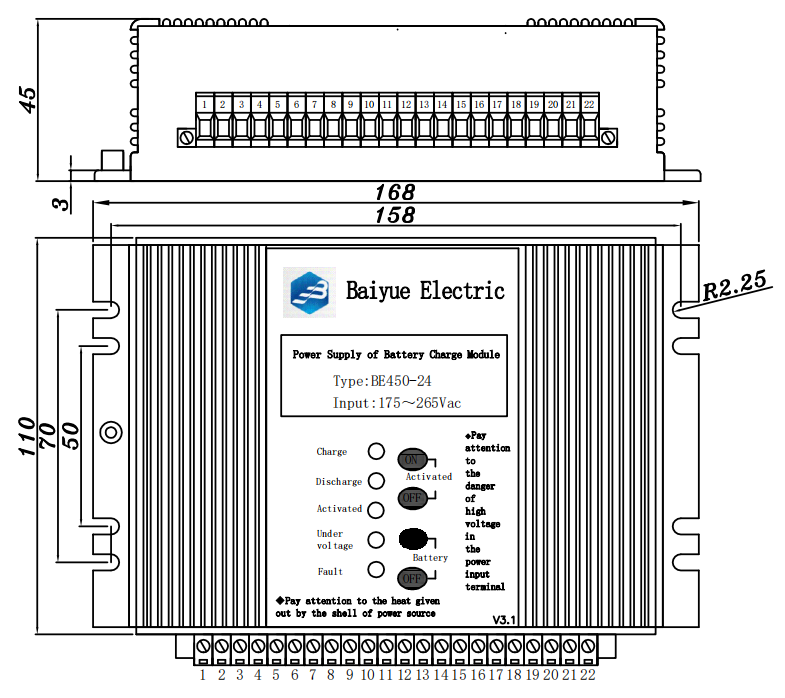 45
3
1 2 3 4 5 6 7 8 9 10 11 12 13 14 15 16 17 18 19 20 21 22
168
158
R2.25
110
70
50
Baiyue Electric
Power Supply of Battery Charge Module
Type:BE450-24
Input:175～265Vac
Charge
Discharge
Activated
Under
voltage
Fault
ON
Activated
OFF
Battery
OFF
◆Pay
attention
to
the
danger
of
high
voltage
in
the
power
input
terminal
◆Pay attention to the heat given
out by the shell of power source
V3.1
1 2 3 4 5 6 7 8 9 10 11 12 13 14 15 16 17 18 19 20 21 22